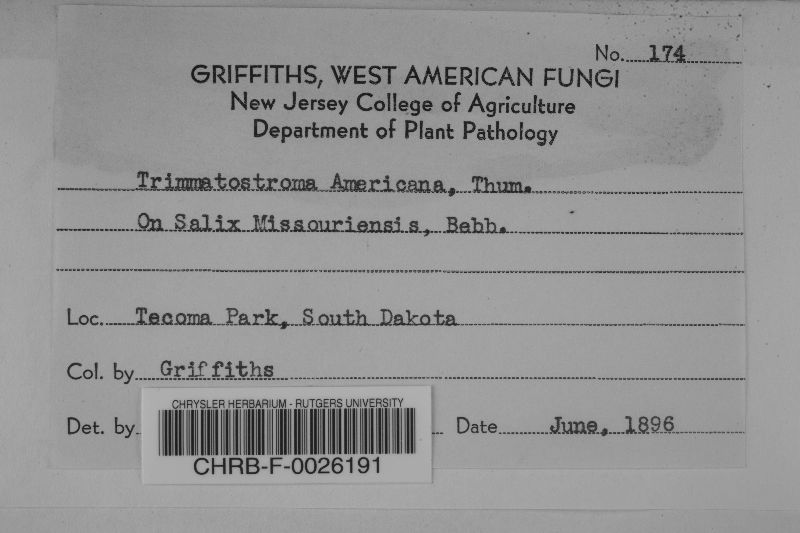 No. 174
GRIFFITHS, WEST AMERICAN FUNGI
New Jersey College of Agriculture
Department of Plant Pathology
Trimmatostroma Americana, Thum.
On Salix Missouriensis, Bebb.
Loc. Tecoma Park, South Dakota
Col. by Griffiths
Det. by
Date June, 1896
CHRYSLER HERBARIUM - RUTGERS UNIVERSITY
CHRB-F-0026191